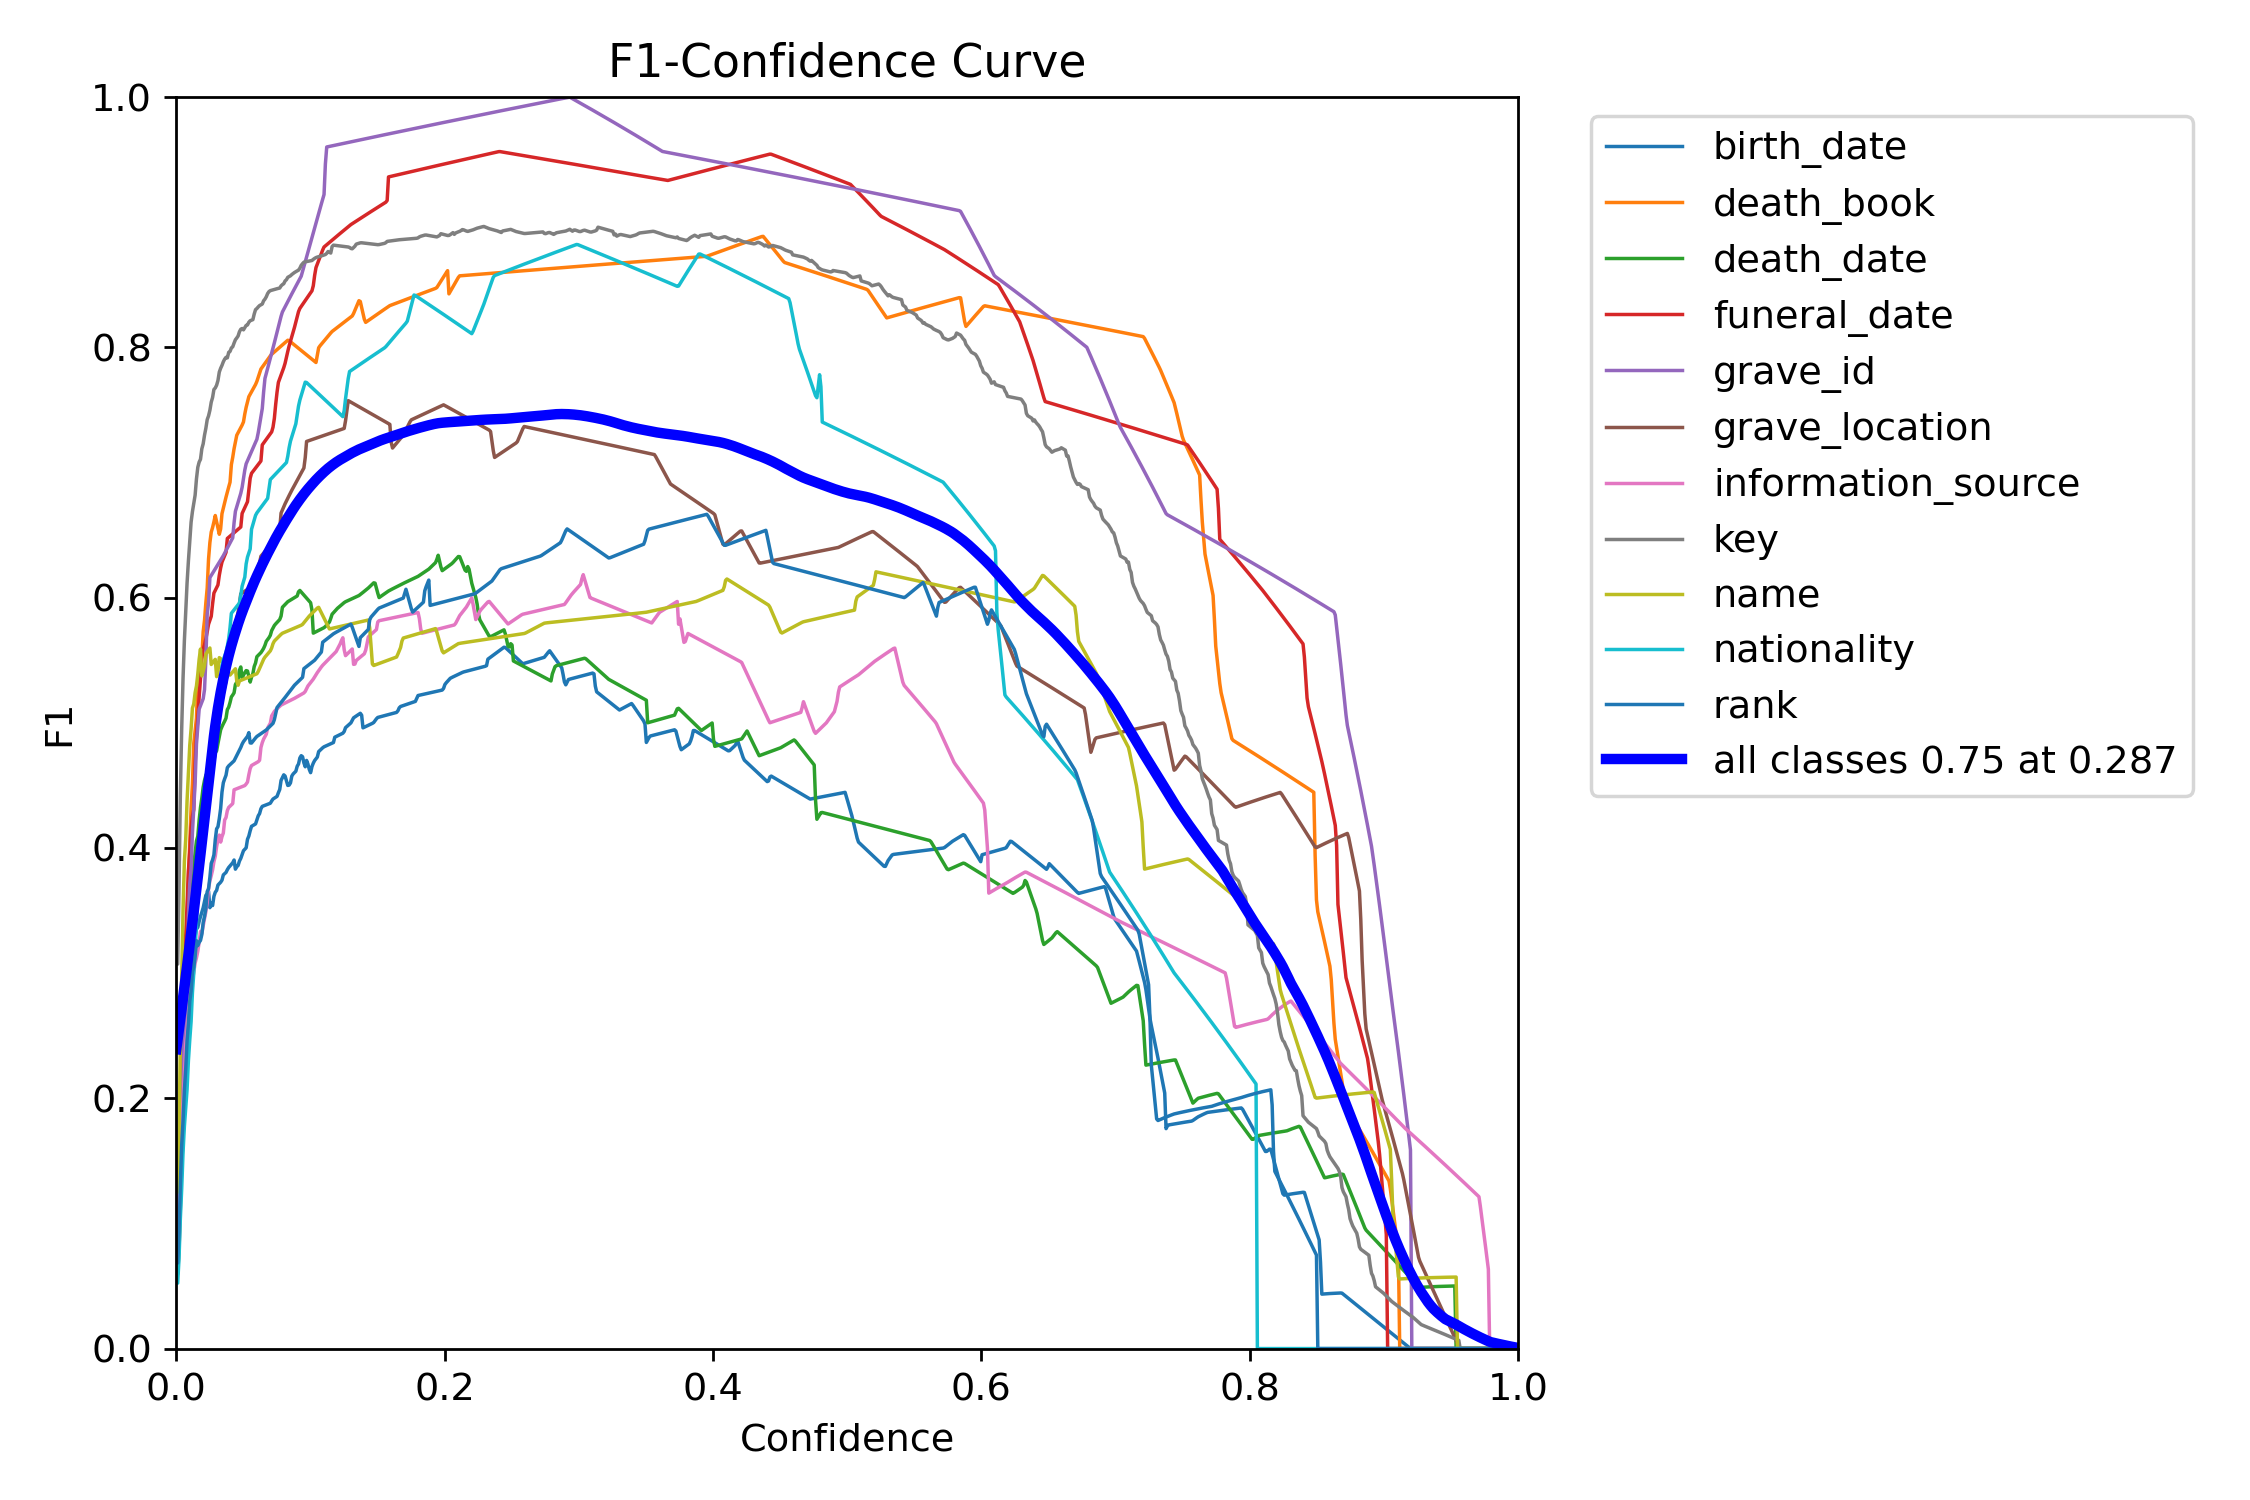 F1-Confidence Curve
1.0
0.8
0.6
0.4
0.2
0.0
F1
0.0 0.2 0.4 0.6 0.8 1.0
Confidence
birth_date
death_book
death_date
funeral_date
grave_id
grave_location
information_source
key
name
nationality
rank
all classes 0.75 at 0.287